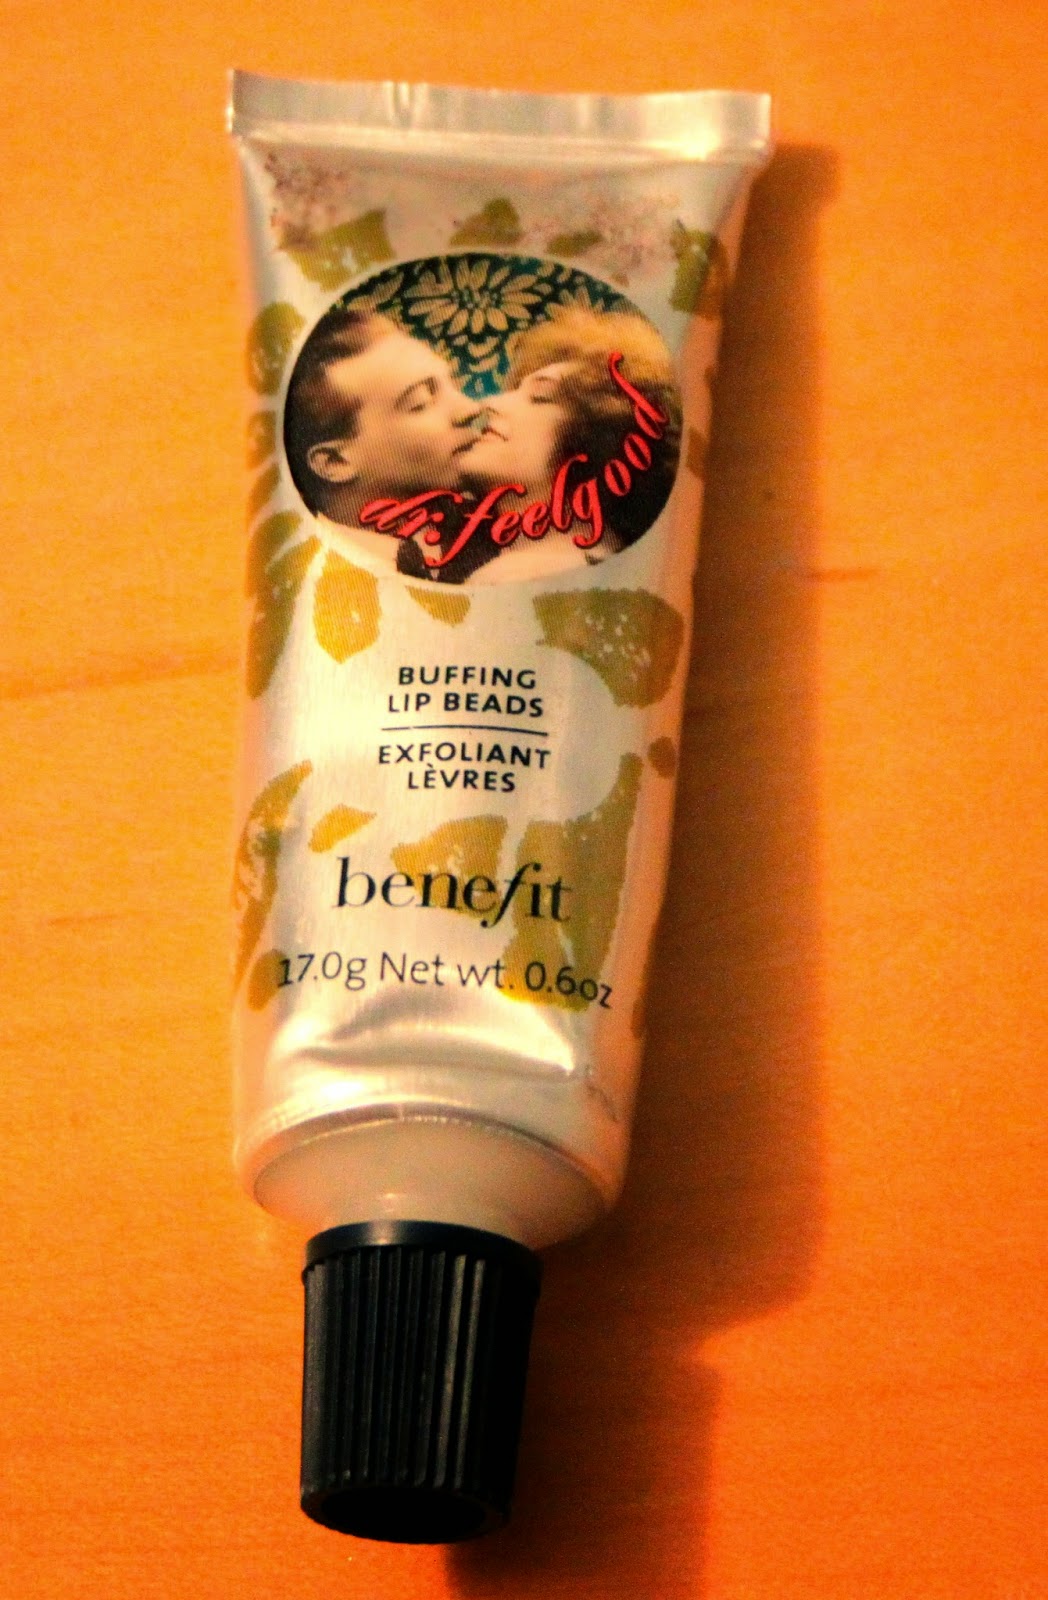 dr. feelgood
BUFFING
LIP BEADS
EXFOLIANT
LÈVRES
benefit
17.0g Net wt. 0.6oz